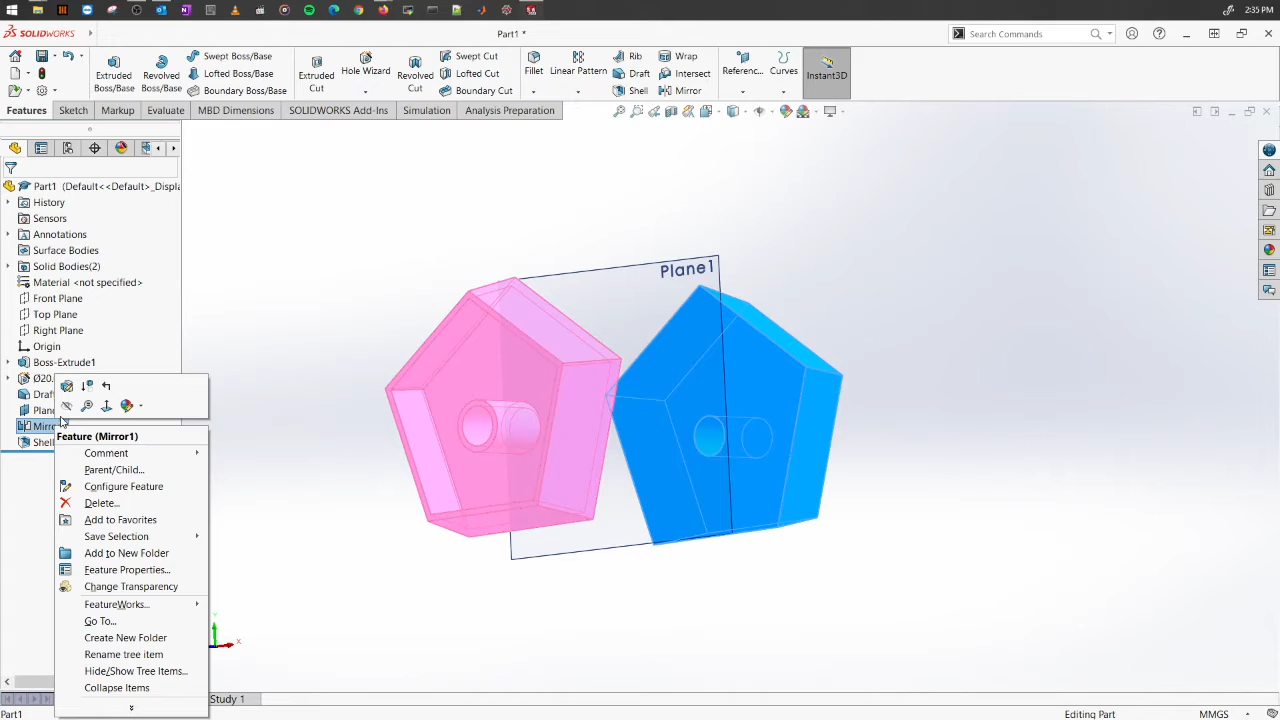 2:35 PM
SOLIDWORKS
Part1 *
Search Commands
Extruded Boss/Base
Revolved Boss/Base
Swept Boss/Base
Lofted Boss/Base
Boundary Boss/Base
Extruded Cut
Hole Wizard
Revolved Cut
Swept Cut
Lofted Cut
Boundary Cut
Fillet
Linear Pattern
Rib
Draft
Shell
Wrap
Intersect
Mirror
Referenc...
Curves
Instant3D
Features
Sketch
Markup
Evaluate
MBD Dimensions
SOLIDWORKS Add-Ins
Simulation
Analysis Preparation
Part1 (Default<<Default>_Displa
History
Sensors
Annotations
Surface Bodies
Solid Bodies(2)
Material <not specified>
Front Plane
Top Plane
Right Plane
Origin
Boss-Extrude1
Ø20.
Draf
Plan
Mirro
Shell
Feature (Mirror1)
Comment
Parent/Child...
Configure Feature
Delete...
Add to Favorites
Save Selection
Add to New Folder
Feature Properties...
Change Transparency
FeatureWorks...
Go To...
Create New Folder
Rename tree item
Hide/Show Tree Items...
Collapse Items
Plane1
Y
X
Study 1
Part1
Editing Part
MMGS